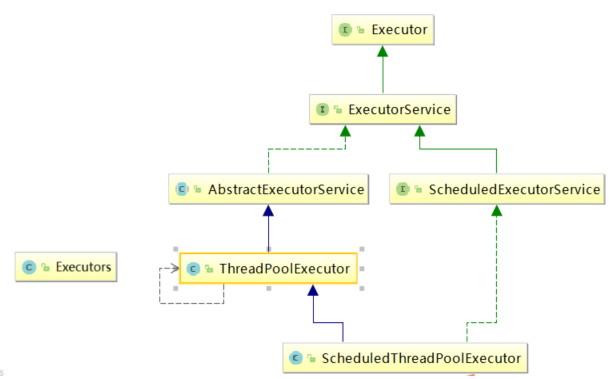 I Executor
I ExecutorService
C AbstractExecutorService
I ScheduledExecutorService
C Executors
C ThreadPoolExecutor
C ScheduledThreadPoolExecutor
s